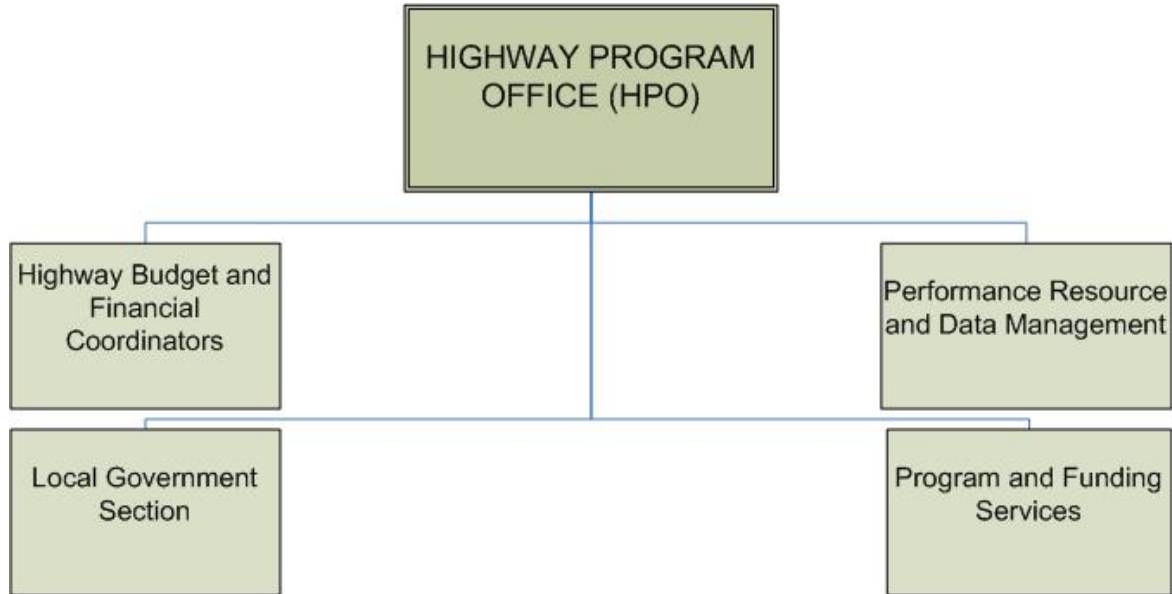 HIGHWAY PROGRAM
OFFICE (HPO)
Highway Budget and
Financial
Coordinators
Performance Resource
and Data Management
Local Government
Section
Program and Funding
Services